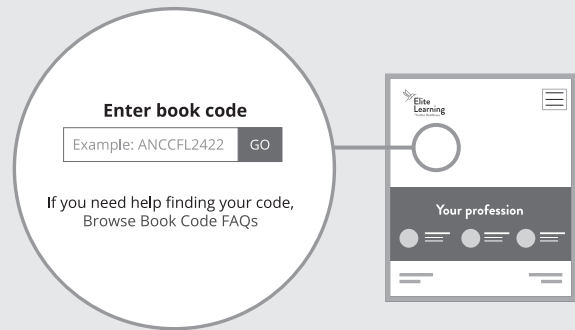 Enter book code
Example: ANCCFL2422 GO
If you need help finding your code,
Browse Book Code FAQs
Elite
Learning
Your profession